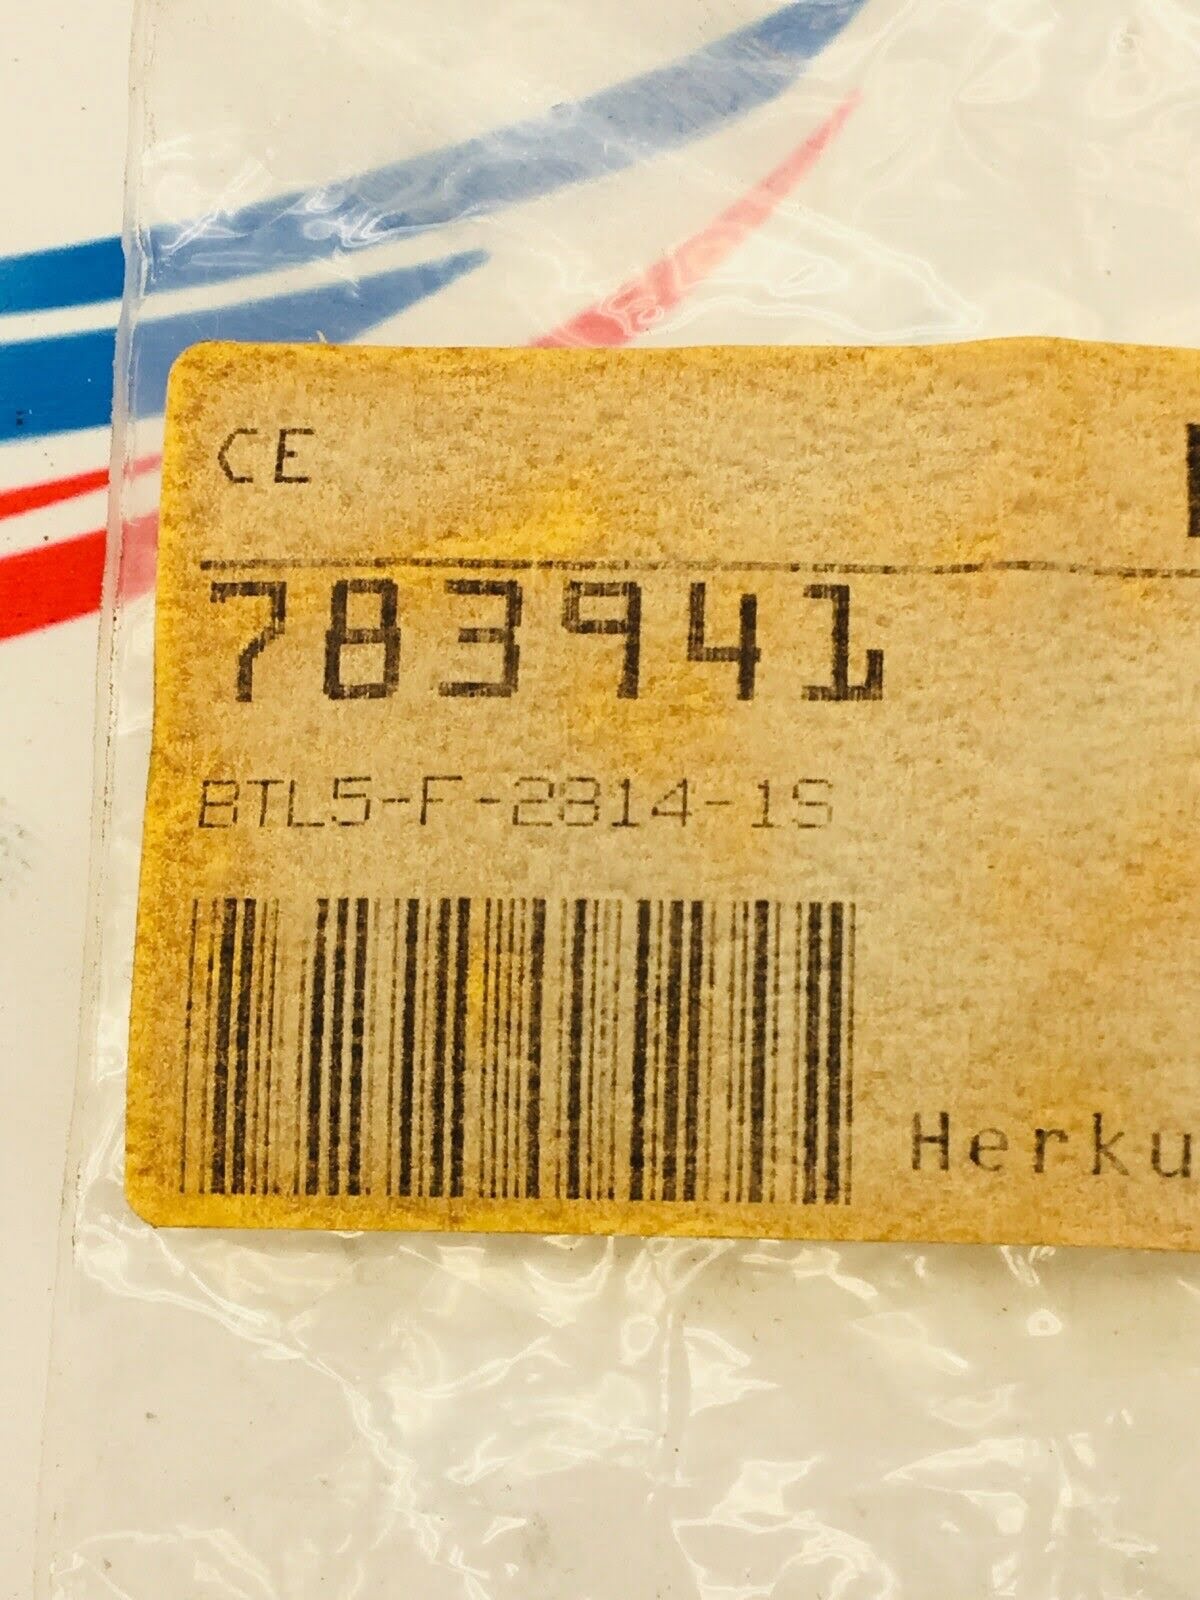 CE
783941
BTL5-F-2814-1S
Herku